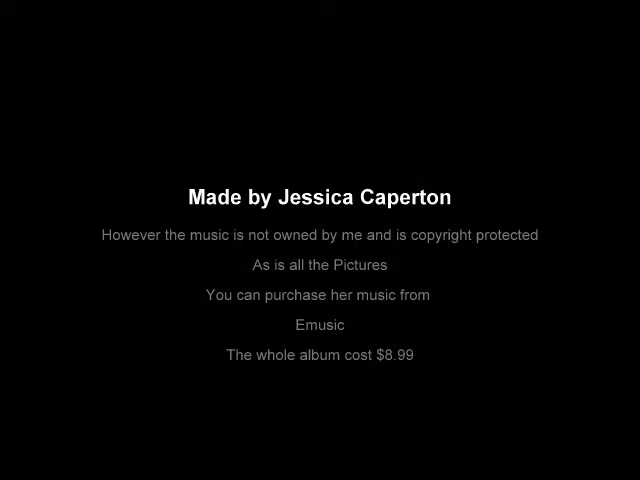 Made by Jessica Caperton
However the music is not owned by me and is copyright protected
As is all the Pictures
You can purchase her music from
Emusic
The whole album cost $8.99